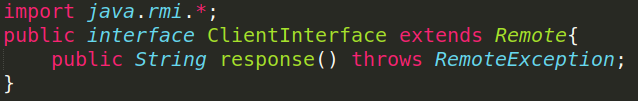 import java.rmi.*;
public interface ClientInterface extends Remote{
    public String response() throws RemoteException;
}